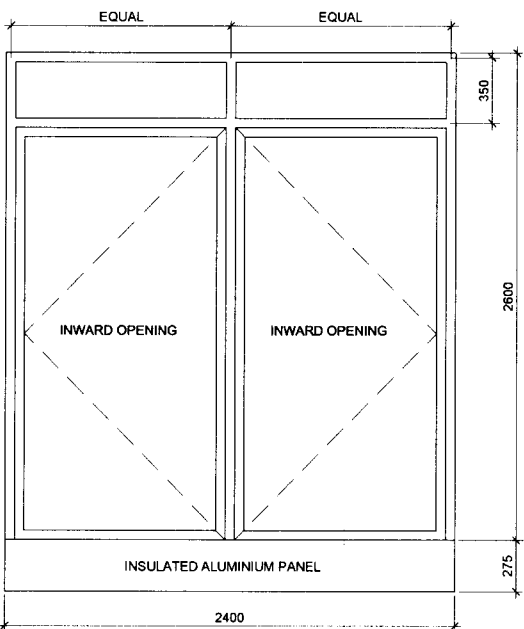 EQUAL
EQUAL
350
2600
INWARD OPENING
INWARD OPENING
INSULATED ALUMINIUM PANEL
275
2400